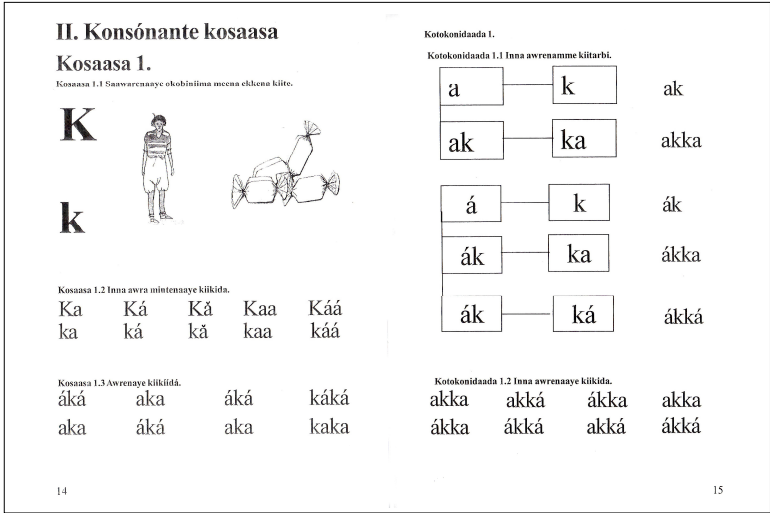 II. Konsónante kosaasa
Kosaasa 1.
Kosaasa 1.1 Saawarenaaye okobiniima meena ekkena kiite.
K
k
Kosaasa 1.2 Inna awra mintenaaye kiikida.
Ka Ká Kǎ Kaa Káá
ka ká kǎ kaa káá
Kosaasa 1.3 Awrenaye kiikíídá.
áká aka áká káká
aka áká aka kaka
14
Kotokonidaada 1.
Kotokonidaada 1.1 Inna awrenamme kiitarbi.
a k ak
ak ka akka
á k ák
ák ka ákka
ák ká ákká
Kotokonidaada 1.2 Inna awrenaaye kiikida.
akka akká ákka akka
ákka ákká akká ákká
15